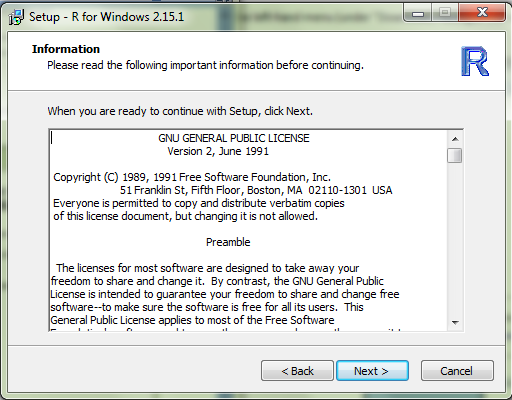 Setup - R for Windows 2.15.1
Information
Please read the following important information before continuing.
R
When you are ready to continue with Setup, click Next.
GNU GENERAL PUBLIC LICENSE
Version 2, June 1991
Copyright (C) 1989, 1991 Free Software Foundation, Inc.
51 Franklin St, Fifth Floor, Boston, MA  02110-1301  USA
Everyone is permitted to copy and distribute verbatim copies
of this license document, but changing it is not allowed.
Preamble
The licenses for most software are designed to take away your
freedom to share and change it.  By contrast, the GNU General Public
License is intended to guarantee your freedom to share and change free
software--to make sure the software is free for all its users.  This
General Public License applies to most of the Free Software
< Back
Next >
Cancel